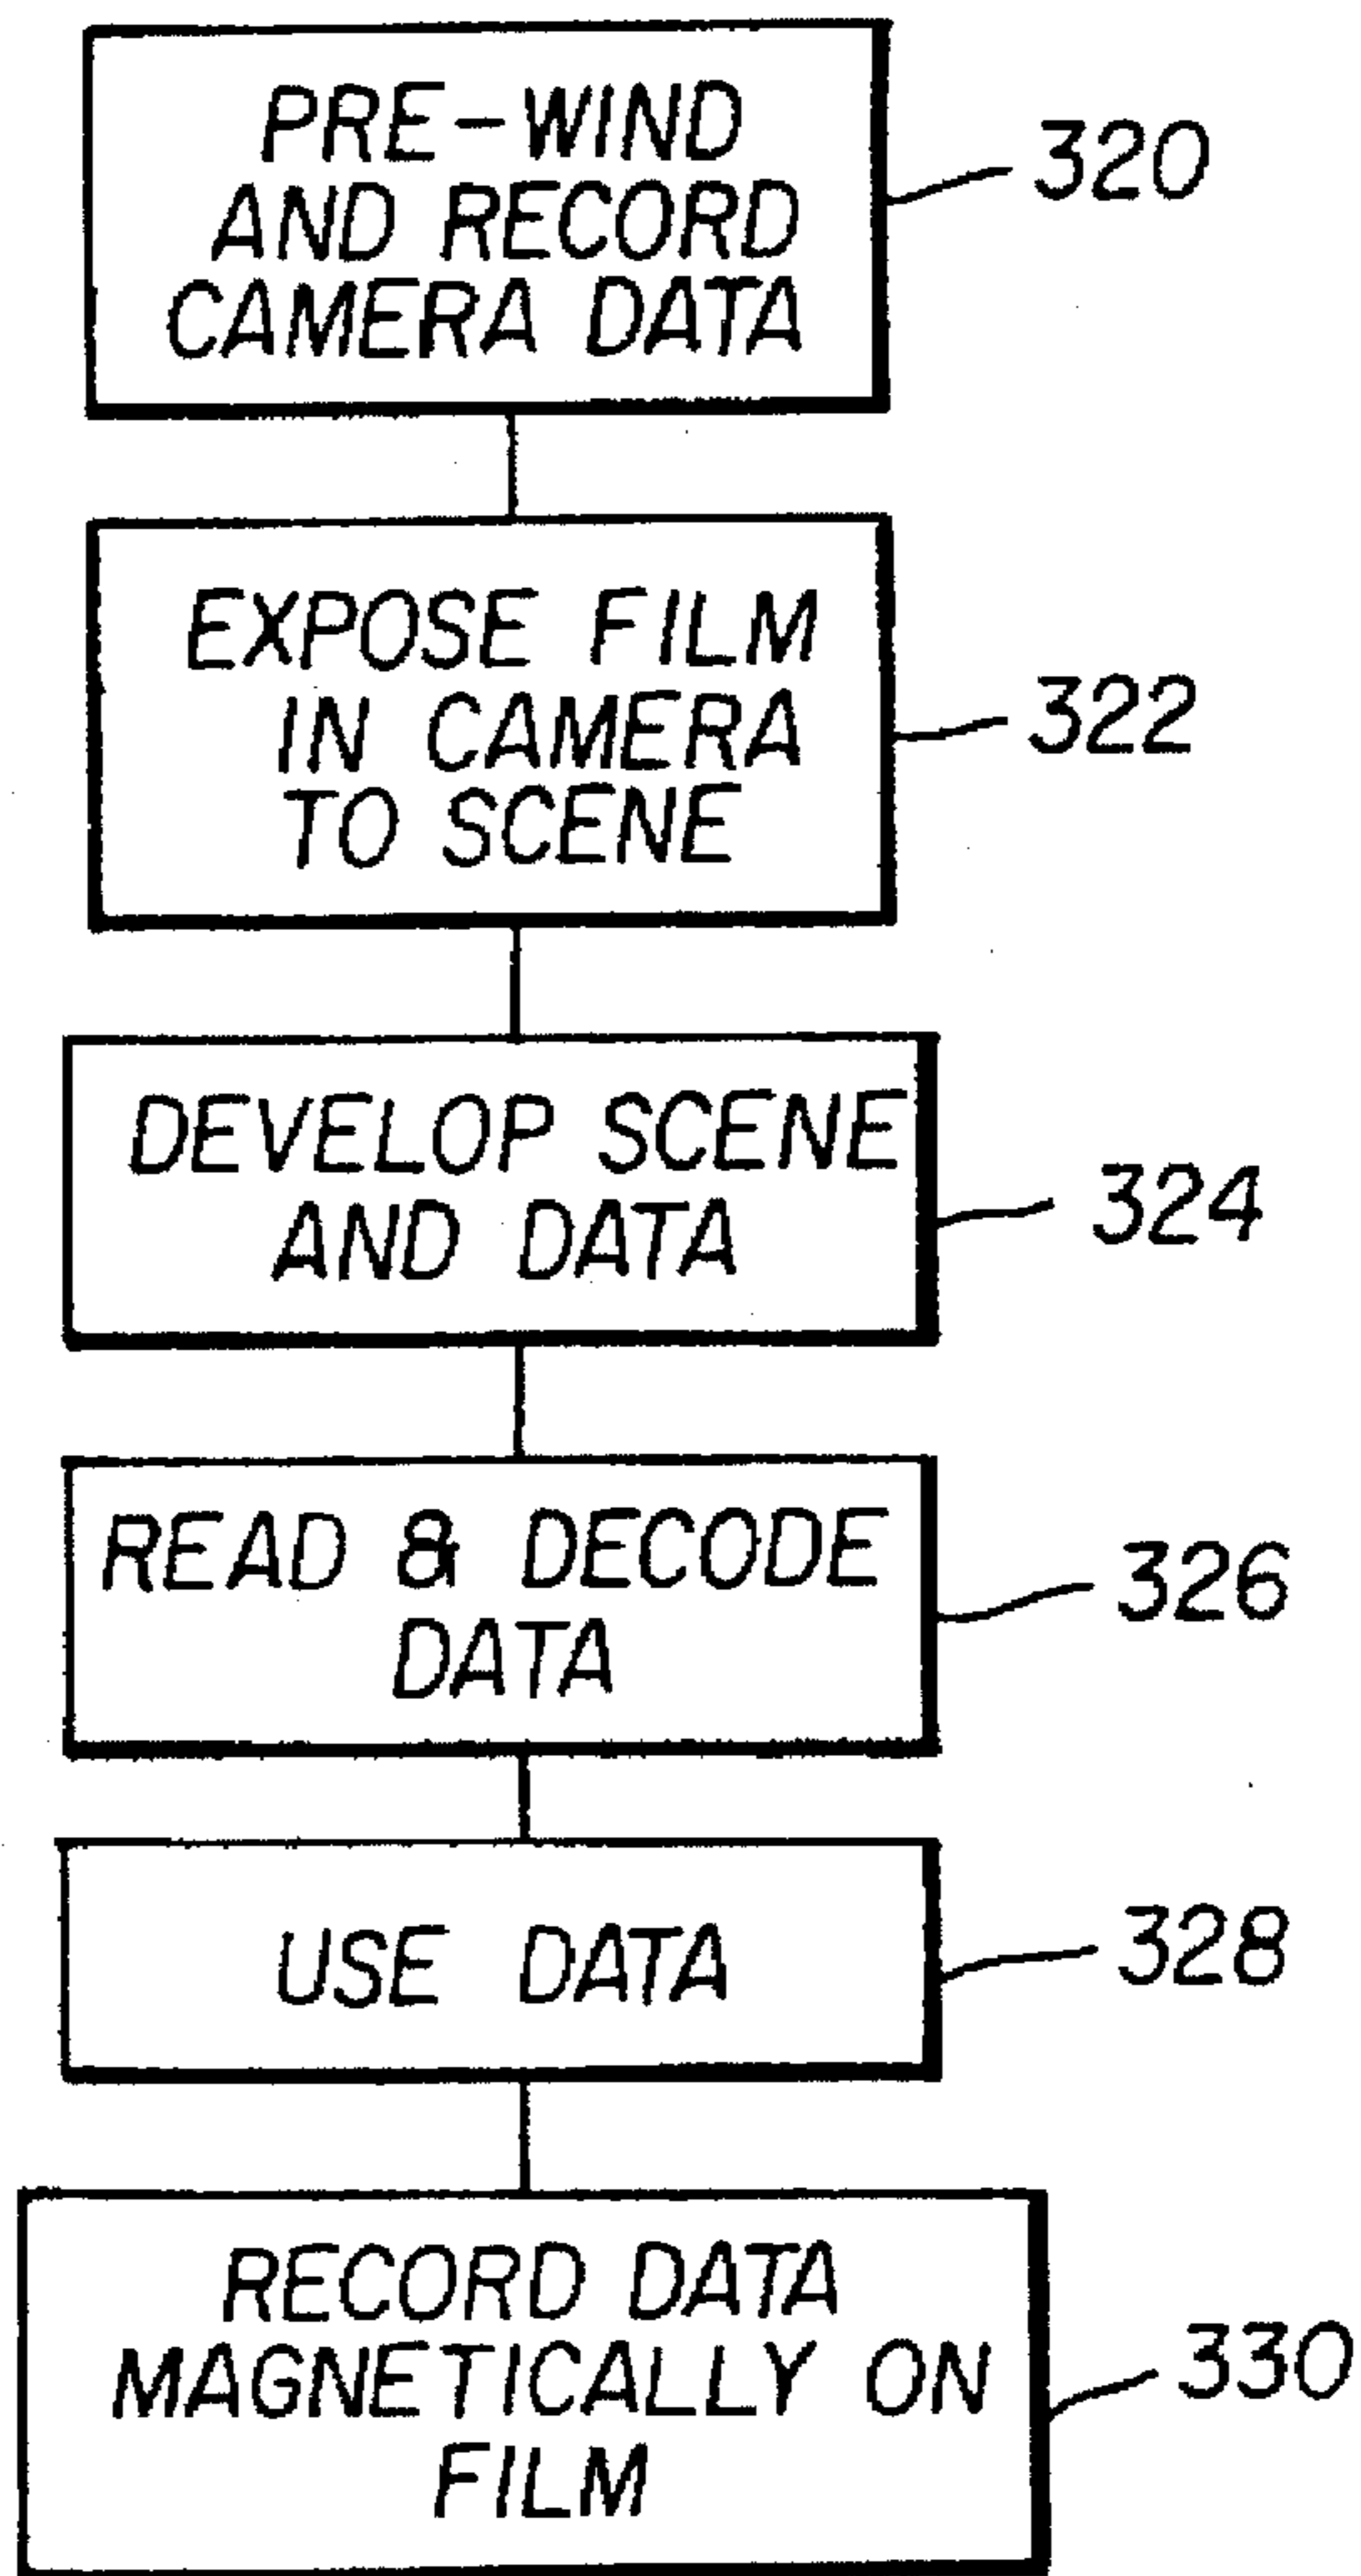 PRE-WIND
AND RECORD
CAMERA DATA
320
EXPOSE FILM
IN CAMERA
TO SCENE
322
DEVELOP SCENE
AND DATA
324
READ & DECODE
DATA
326
USE DATA
328
RECORD DATA
MAGNETICALLY ON
FILM
330